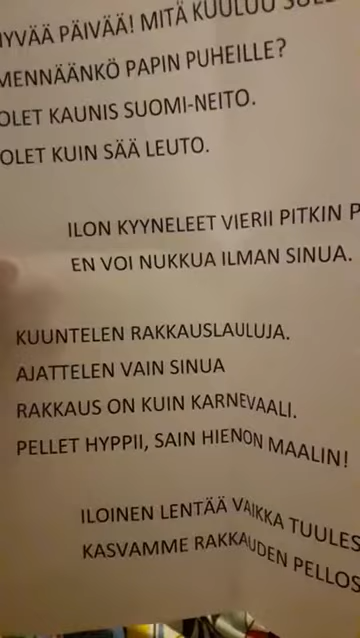 HYVÄÄ PÄIVÄÄ! MITÄ KUULUU
MENNÄÄNKÖ PAPIN PUHEILLE?
OLET KAUNIS SUOMI-NEITO.
OLET KUIN SÄÄ LEUTO.
ILON KYYNELEET VIERII PITKIN P
EN VOI NUKKUA ILMAN SINUA.
KUUNTELEN RAKKAUSLAULUJA.
AJATTELEN VAIN SINUA
RAKKAUS ON KUIN KARNEVAALI.
PELLET HYPPII, SAIN HIENON MAALIN!
ILOINEN LENTÄÄ VAIKKA TUULES
KASVAMME RAKKAUDEN PELLOS